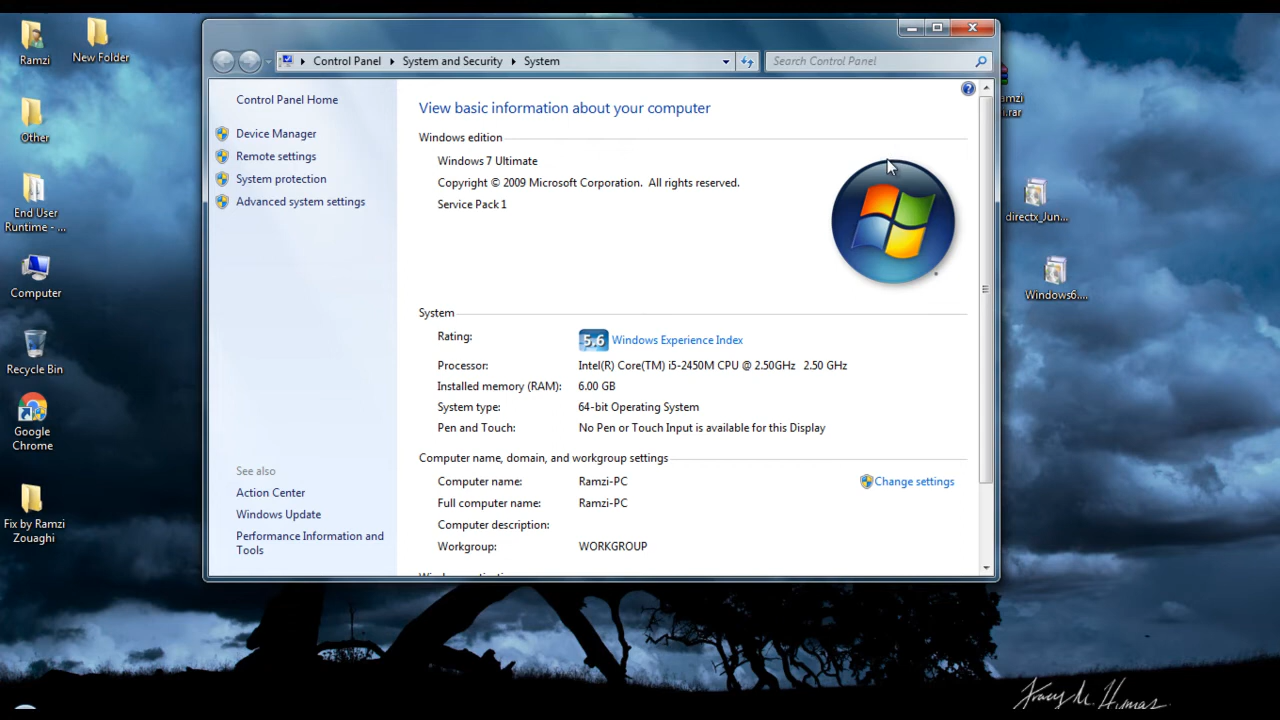 Ramzi
New Folder
Other
End User
Runtime - ...
Computer
Recycle Bin
Google
Chrome
Fix by Ramzi
Zouaghi
Control Panel
System and Security
System
Search Control Panel
Control Panel Home
Device Manager
Remote settings
System protection
Advanced system settings
See also
Action Center
Windows Update
Performance Information and
Tools
View basic information about your computer
Windows edition
Windows 7 Ultimate
Copyright © 2009 Microsoft Corporation. All rights reserved.
Service Pack 1
System
Rating: 5.6 Windows Experience Index
Processor: Intel(R) Core(TM) i5-2450M CPU @ 2.50GHz 2.50 GHz
Installed memory (RAM): 6.00 GB
System type: 64-bit Operating System
Pen and Touch: No Pen or Touch Input is available for this Display
Computer name, domain, and workgroup settings
Computer name: Ramzi-PC Change settings
Full computer name: Ramzi-PC
Computer description:
Workgroup: WORKGROUP
directx_Jun...
Windows6....